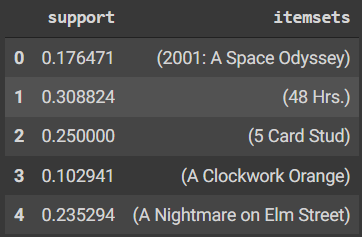 support itemsets
0 0.176471 (2001: A Space Odyssey)
1 0.308824 (48 Hrs.)
2 0.250000 (5 Card Stud)
3 0.102941 (A Clockwork Orange)
4 0.235294 (A Nightmare on Elm Street)